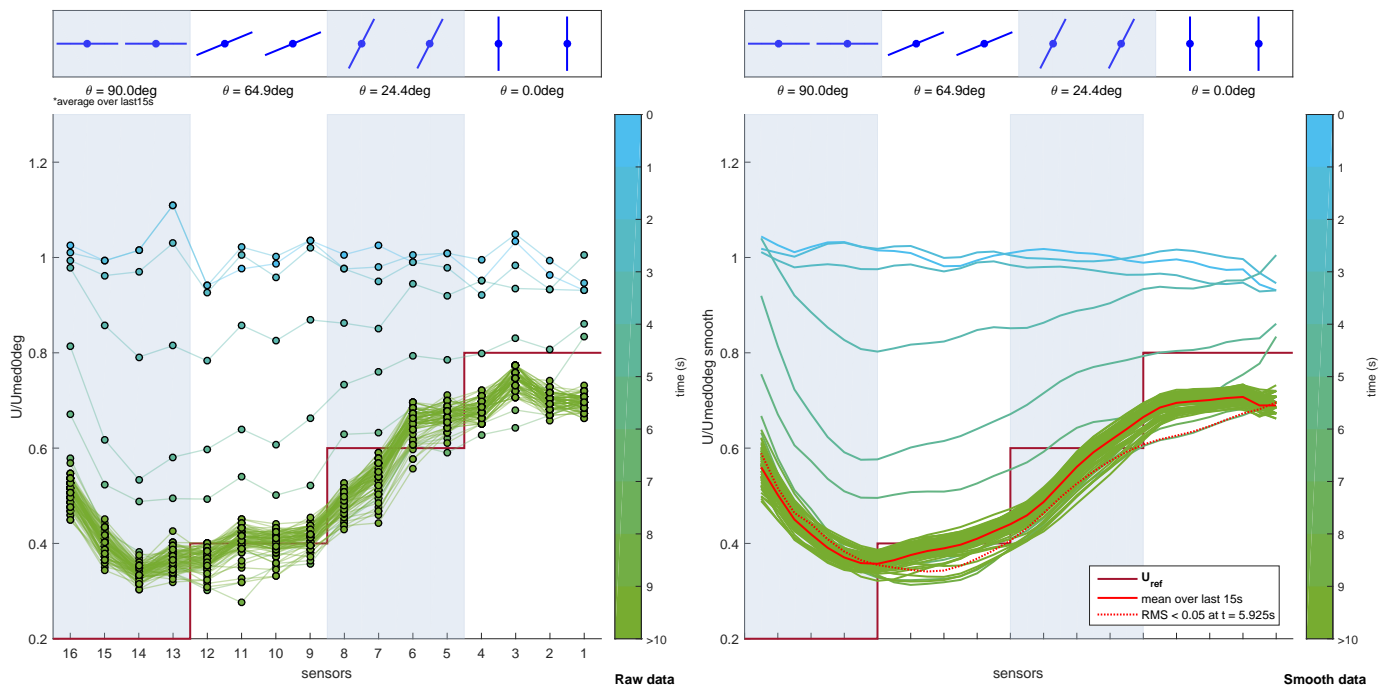 θ = 90.0deg θ = 64.9deg θ = 24.4deg θ = 0.0deg
*average over last15s
1.2
1
0.8
0.6
0.4
0.2
U/Umed0deg
16 15 14 13 12 11 10 9 8 7 6 5 4 3 2 1
sensors
0
1
2
3
4
5
6
7
8
9
>10
time (s)
Raw data
θ = 90.0deg θ = 64.9deg θ = 24.4deg θ = 0.0deg
1.2
1
0.8
0.6
0.4
0.2
U/Umed0deg smooth
sensors
Uref
mean over last 15s
RMS < 0.05 at t = 5.925s
0
1
2
3
4
5
6
7
8
9
>10
time (s)
Smooth data